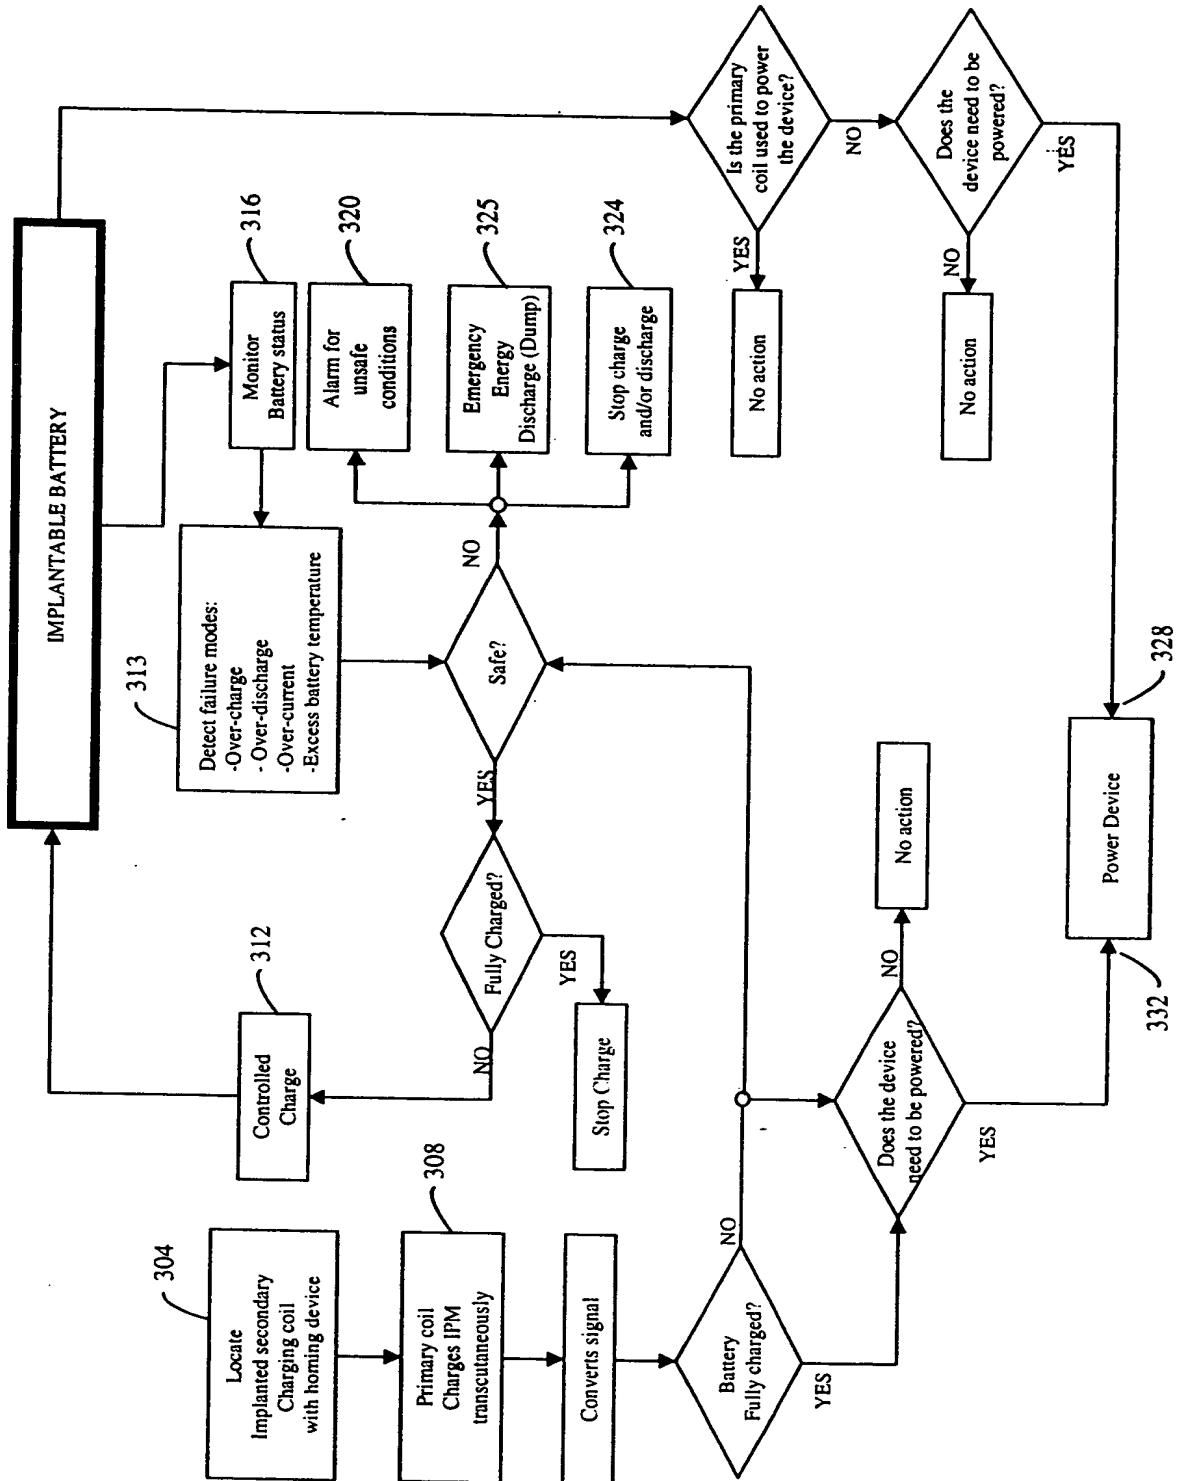 IMPLANTABLE BATTERY
304
Locate
Implanted secondary
Charging coil
with homing device
308
Primary coil
Charges IPM
transcutaneously
Converts signal
Battery
Fully charged?
NO
YES
312
Controlled
Charge
NO
Fully Charged?
YES
Stop Charge
YES
313
Detect failure modes:
-Over-charge
- Over-discharge
-Over-current
-Excess battery temperature
Safe?
NO
316
Monitor
Battery status
320
Alarm for
unsafe
conditions
325
Emergency
Energy
Discharge (Dump)
324
Stop charge
and/or discharge
Is the primary
coil used to power
the device?
YES
No action
NO
Does the
device need to be
powered?
NO
No action
YES
Does the device
need to be powered?
NO
No action
YES
332
Power Device
328